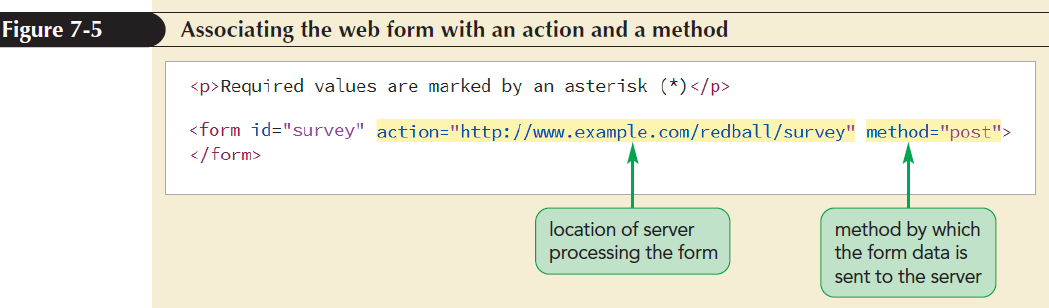 Figure 7-5 Associating the web form with an action and a method
<p>Required values are marked by an asterisk (*)</p>
<form id="survey" action="http://www.example.com/redball/survey" method="post">
</form>
location of server
processing the form
method by which
the form data is
sent to the server